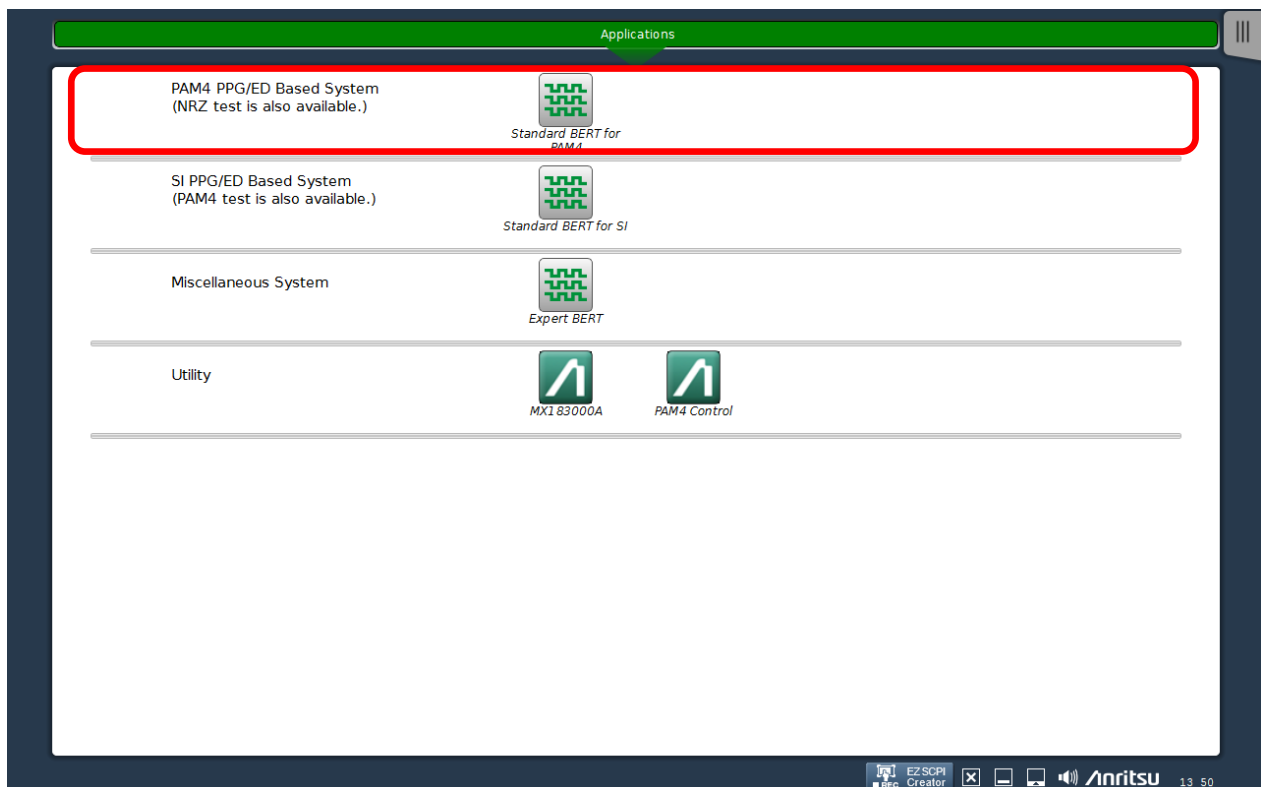 Applications
PAM4 PPG/ED Based System
(NRZ test is also available.)
Standard BERT for
PAM4
SI PPG/ED Based System
(PAM4 test is also available.)
Standard BERT for SI
Miscellaneous System
Expert BERT
Utility
MX183000A
PAM4 Control
REC
EZ SCPI
Creator
Anritsu
13 50